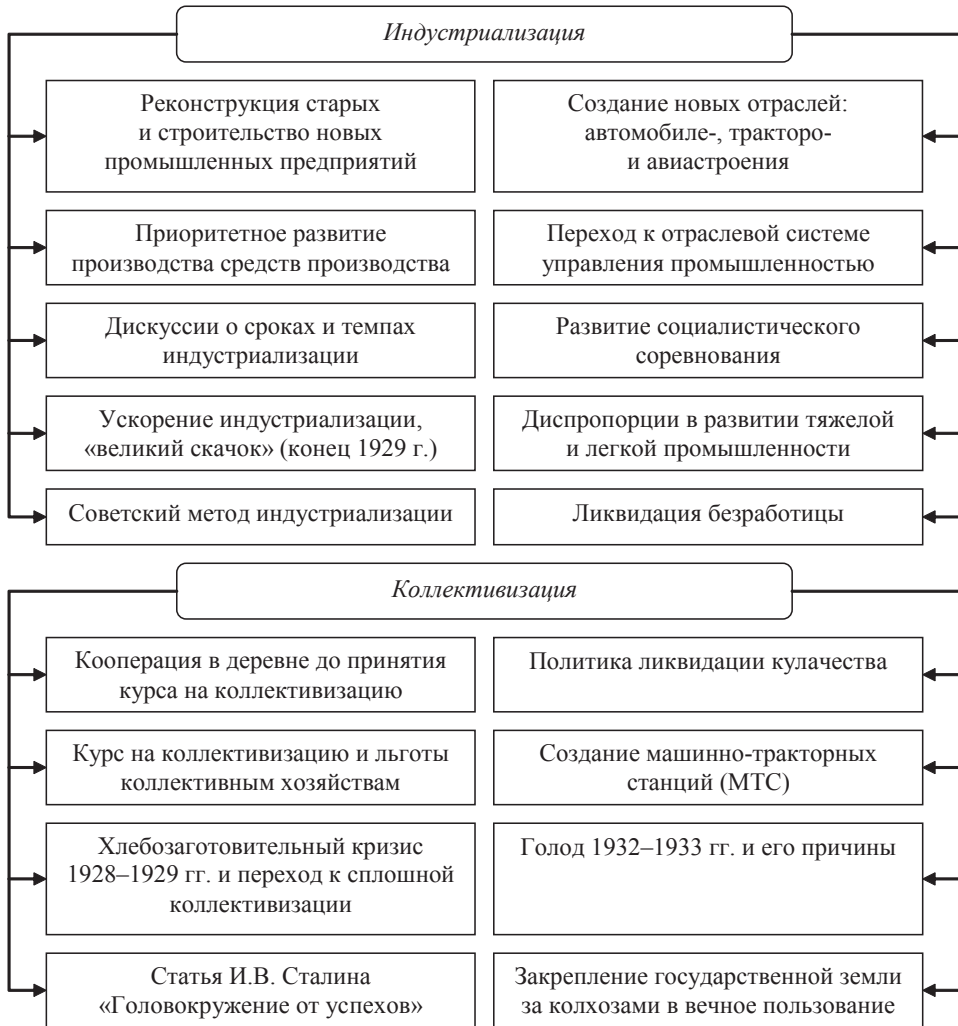 Индустриализация
Реконструкция старых
и строительство новых
промышленных предприятий
Создание новых отраслей:
автомобиле-, тракторо-
и авиастроения
Приоритетное развитие
производства средств производства
Переход к отраслевой системе
управления промышленностью
Дискуссии о сроках и темпах
индустриализации
Развитие социалистического
соревнования
Ускорение индустриализации,
«великий скачок» (конец 1929 г.)
Диспропорции в развитии тяжелой
и легкой промышленности
Советский метод индустриализации
Ликвидация безработицы
Коллективизация
Кооперация в деревне до принятия
курса на коллективизацию
Политика ликвидации кулачества
Курс на коллективизацию и льготы
коллективным хозяйствам
Создание машинно-тракторных
станций (МТС)
Хлебозаготовительный кризис
1928–1929 гг. и переход к сплошной
коллективизации
Голод 1932–1933 гг. и его причины
Статья И.В. Сталина
«Головокружение от успехов»
Закрепление государственной земли
за колхозами в вечное пользование